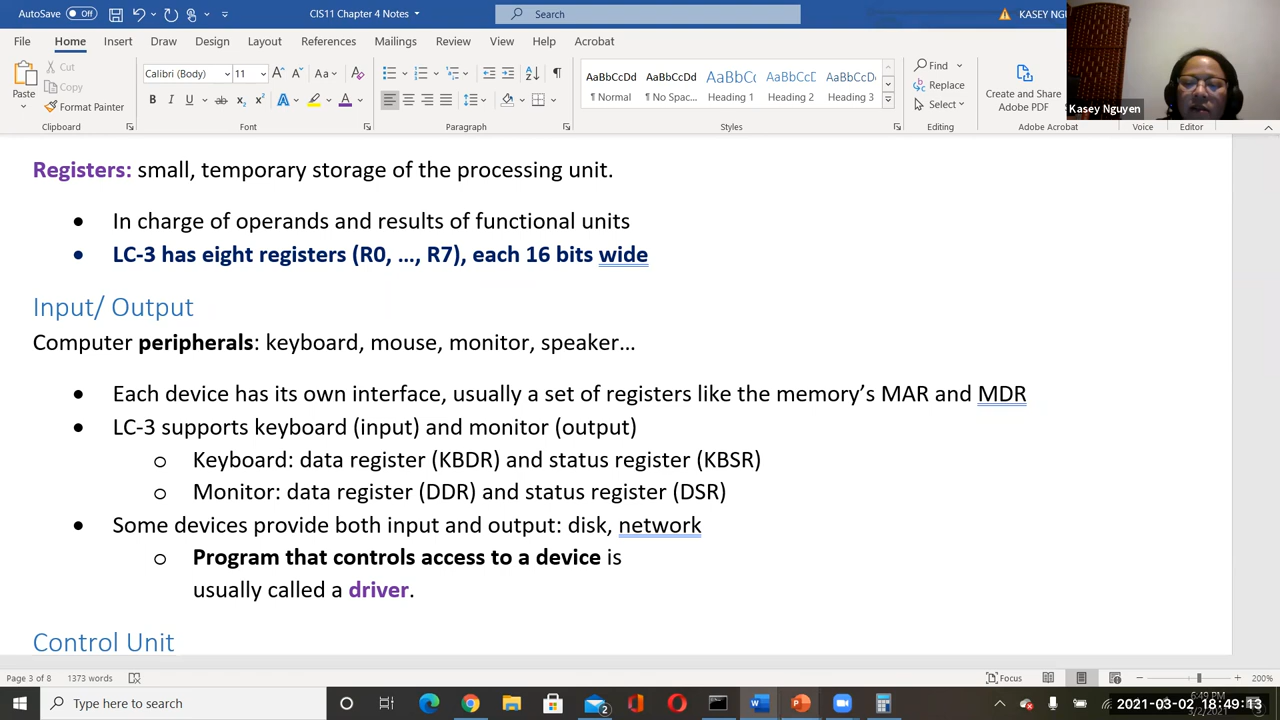 AutoSave Off CIS11 Chapter 4 Notes Search KASEY NGU
File Home Insert Draw Design Layout References Mailings Review View Help Acrobat
Paste Cut Copy Format Painter Clipboard
Calibri (Body) 11 Font
Paragraph
AaBbCcDd AaBbCcDd AaBbC AaBbCcC AaBbCcD
¶ Normal ¶ No Spac... Heading 1 Heading 2 Heading 3
Styles
Find Replace Select Editing
Create and Share Adobe PDF Adobe Acrobat
Voice Editor
Kasey Nguyen
Registers: small, temporary storage of the processing unit.
• In charge of operands and results of functional units
• LC-3 has eight registers (R0, ..., R7), each 16 bits wide
Input/ Output
Computer peripherals: keyboard, mouse, monitor, speaker…
• Each device has its own interface, usually a set of registers like the memory’s MAR and MDR
• LC-3 supports keyboard (input) and monitor (output)
o Keyboard: data register (KBDR) and status register (KBSR)
o Monitor: data register (DDR) and status register (DSR)
• Some devices provide both input and output: disk, network
o Program that controls access to a device is
usually called a driver.
Control Unit
Page 3 of 8 1373 words Focus 200%
Type here to search 2
6:49 PM
2021-03-02 18:49:13